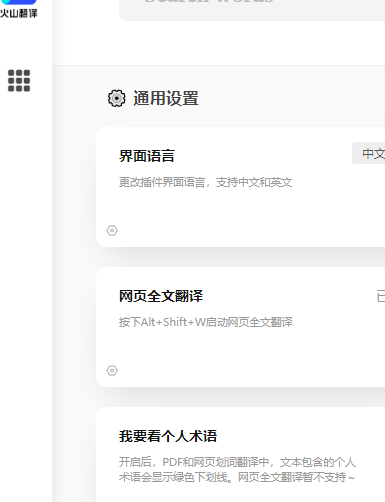 Search words
火山翻译
通用设置
界面语言
中文
更改插件界面语言，支持中文和英文
网页全文翻译
已
按下Alt+Shift+W启动网页全文翻译
我要看个人术语
开启后，PDF和网页划词翻译中，文本包含的个人
术语会显示绿色下划线。网页全文翻译暂不支持～